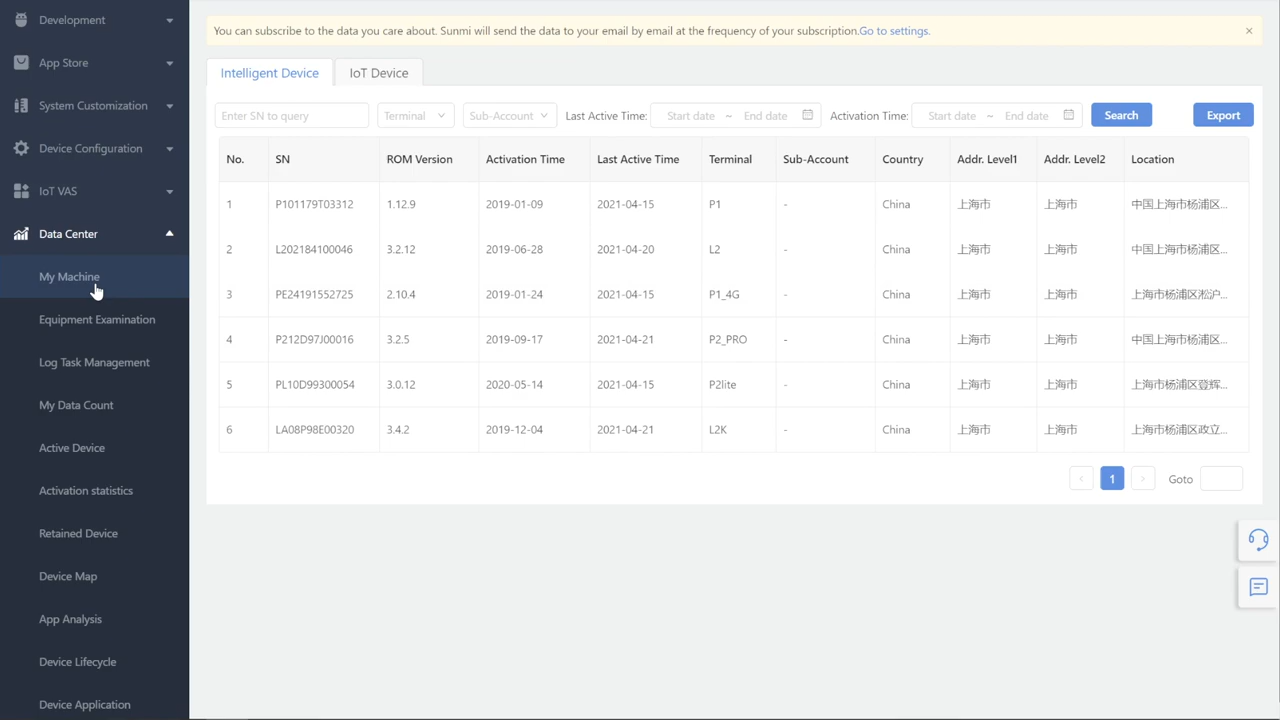 Development
App Store
System Customization
Device Configuration
IoT VAS
Data Center
My Machine
Equipment Examination
Log Task Management
My Data Count
Active Device
Activation statistics
Retained Device
Device Map
App Analysis
Device Lifecycle
Device Application
You can subscribe to the data you care about. Sunmi will send the data to your email by email at the frequency of your subscription.Go to settings.
Intelligent Device IoT Device
Enter SN to query Terminal Sub-Account Last Active Time: Start date ~ End date Activation Time: Start date ~ End date Search Export
No. SN ROM Version Activation Time Last Active Time Terminal Sub-Account Country Addr. Level1 Addr. Level2 Location
1 P101179T03312 1.12.9 2019-01-09 2021-04-15 P1 - China 上海市 上海市 中国上海市杨浦区...
2 L202184100046 3.2.12 2019-06-28 2021-04-20 L2 - China 上海市 上海市 中国上海市杨浦区...
3 PE24191552725 2.10.4 2019-01-24 2021-04-15 P1_4G - China 上海市 上海市 上海市杨浦区淞沪...
4 P212D97J00016 3.2.5 2019-09-17 2021-04-21 P2_PRO - China 上海市 上海市 中国上海市杨浦区...
5 PL10D99300054 3.0.12 2020-05-14 2021-04-15 P2lite - China 上海市 上海市 上海市杨浦区登辉...
6 LA08P98E00320 3.4.2 2019-12-04 2021-04-21 L2K - China 上海市 上海市 上海市杨浦区政立...
< 1 > Goto